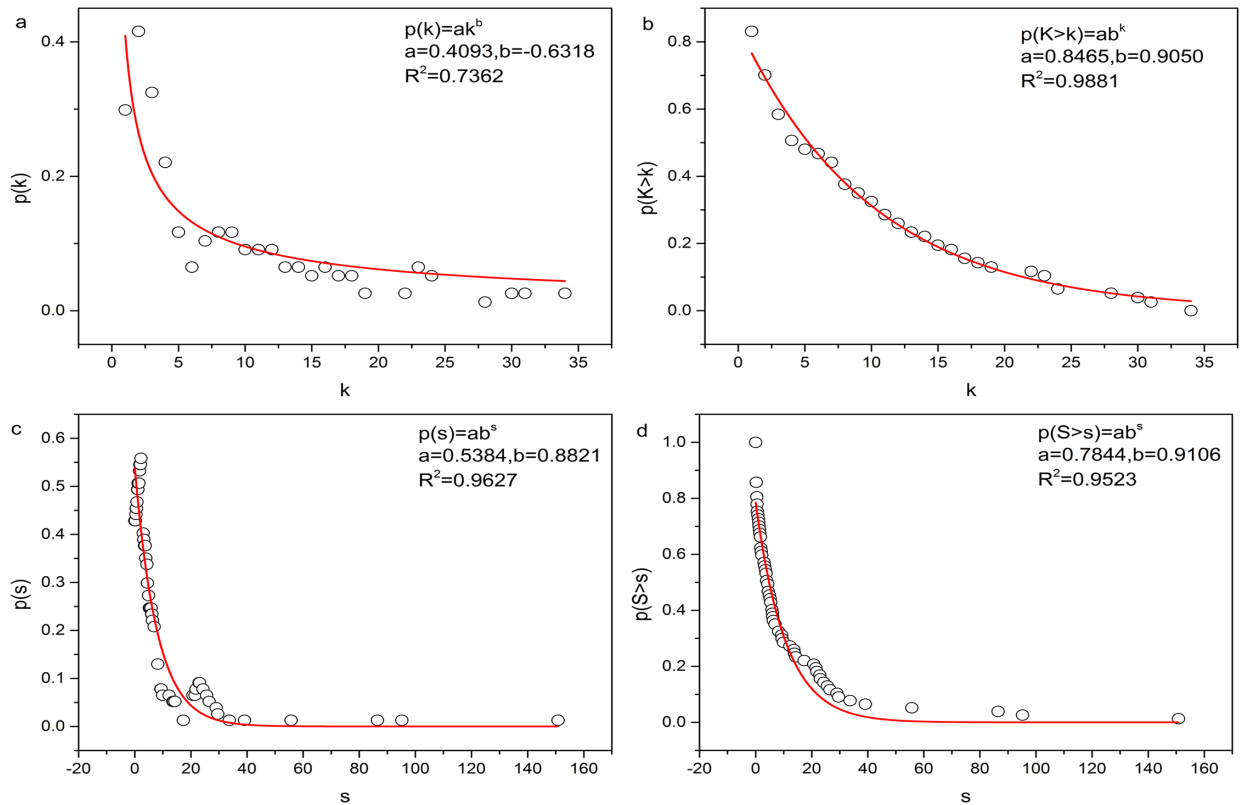 a
p(k)=akᵇ
a=0.4093,b=-0.6318
R²=0.7362
0.4
0.2
0.0
p(k)
0 5 10 15 20 25 30 35
k
b
p(K>k)=abᵏ
a=0.8465,b=0.9050
R²=0.9881
0.8
0.6
0.4
0.2
0.0
p(K>k)
0 5 10 15 20 25 30 35
k
c
p(s)=abˢ
a=0.5384,b=0.8821
R²=0.9627
0.6
0.5
0.4
0.3
0.2
0.1
0.0
p(s)
-20 0 20 40 60 80 100 120 140 160
s
d
p(S>s)=abˢ
a=0.7844,b=0.9106
R²=0.9523
1.0
0.8
0.6
0.4
0.2
0.0
p(S>s)
-20 0 20 40 60 80 100 120 140 160
s